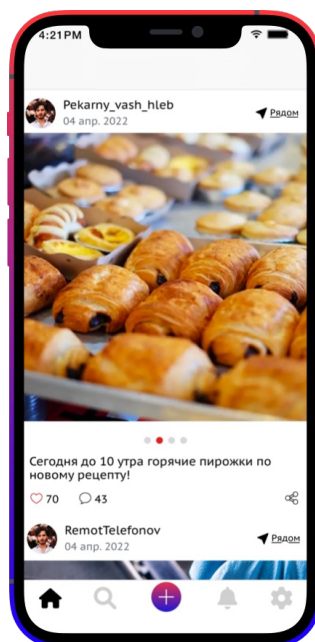 4:21PM
Pekarny_vash_hleb
04 апр. 2022
Рядом
Сегодня до 10 утра горячие пирожки по
новому рецепту!
70
43
RemotTelefonov
04 апр. 2022
Рядом